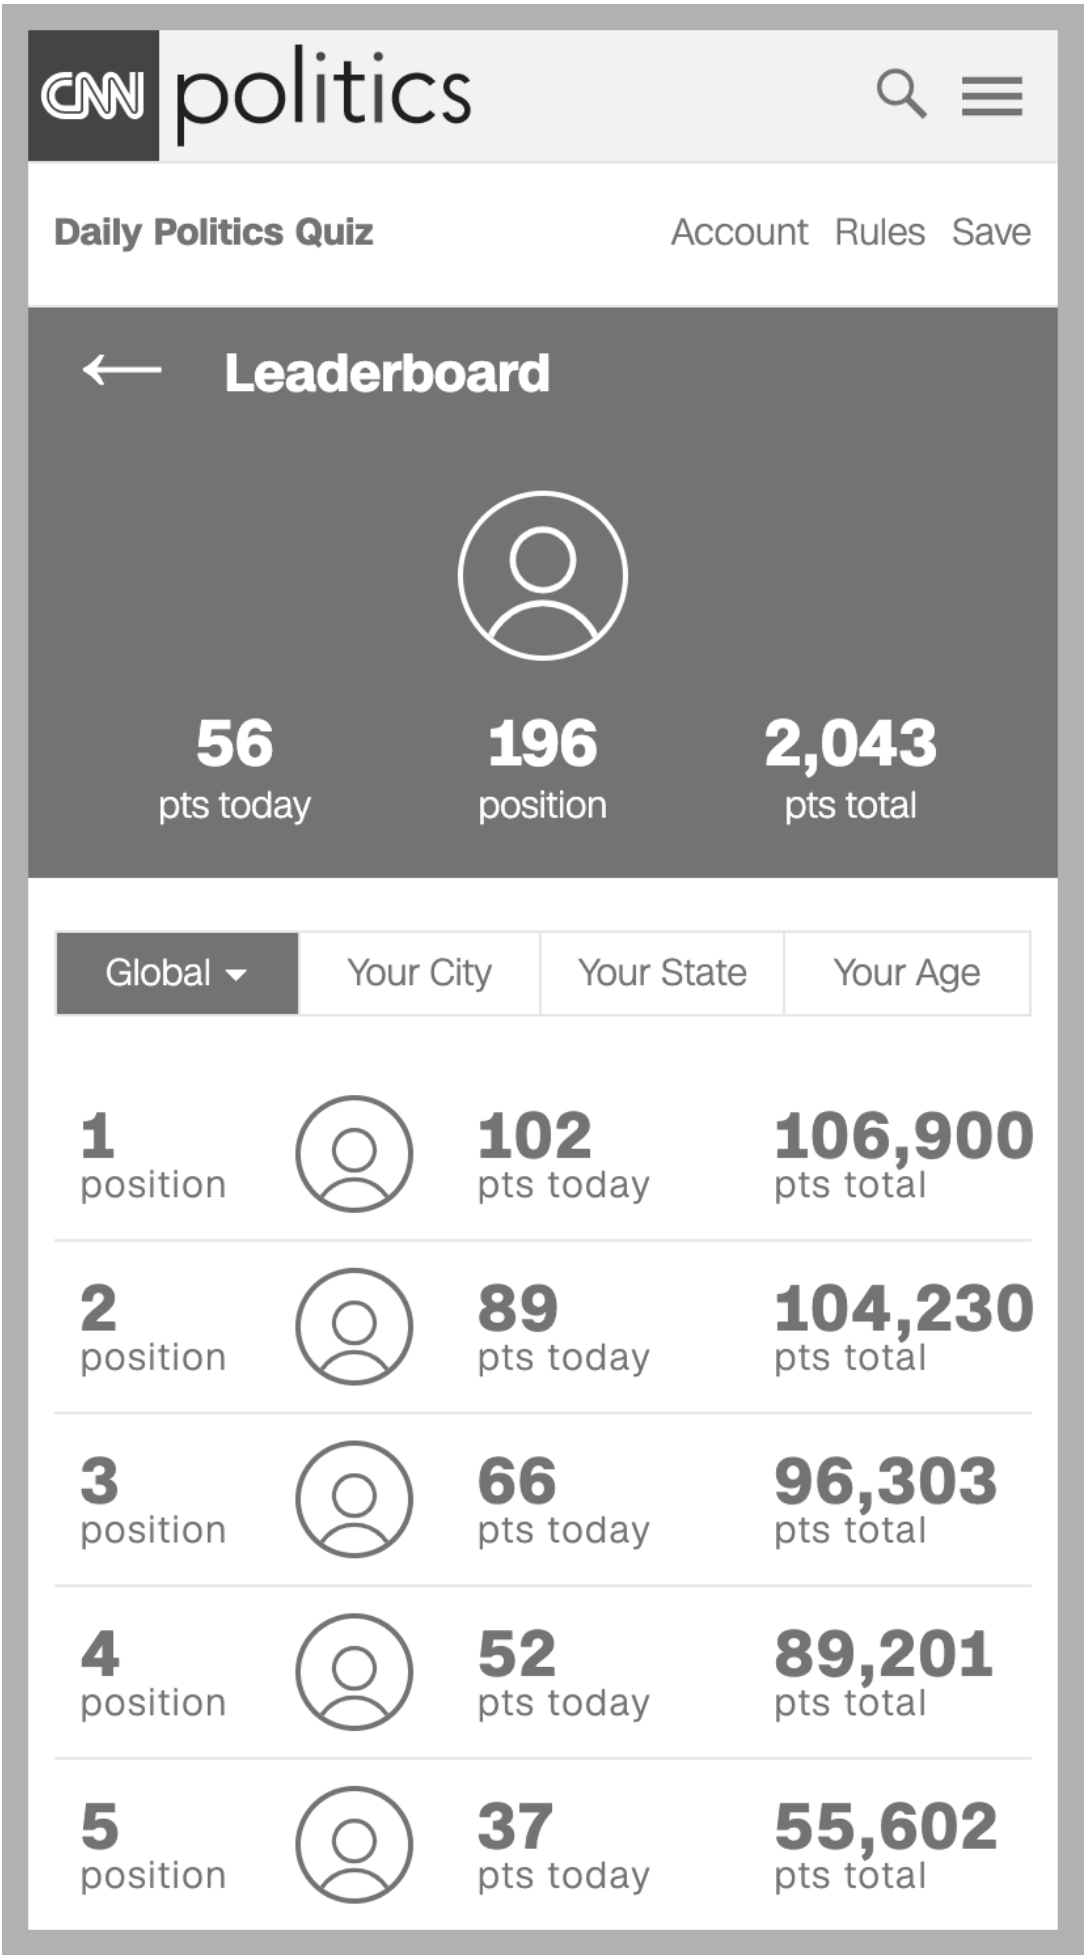 CNN politics
Daily Politics Quiz Account Rules Save
Leaderboard
56 196 2,043
pts today position pts total
Global Your City Your State Your Age
1 102 106,900
position pts today pts total
2 89 104,230
position pts today pts total
3 66 96,303
position pts today pts total
4 52 89,201
position pts today pts total
5 37 55,602
position pts today pts total